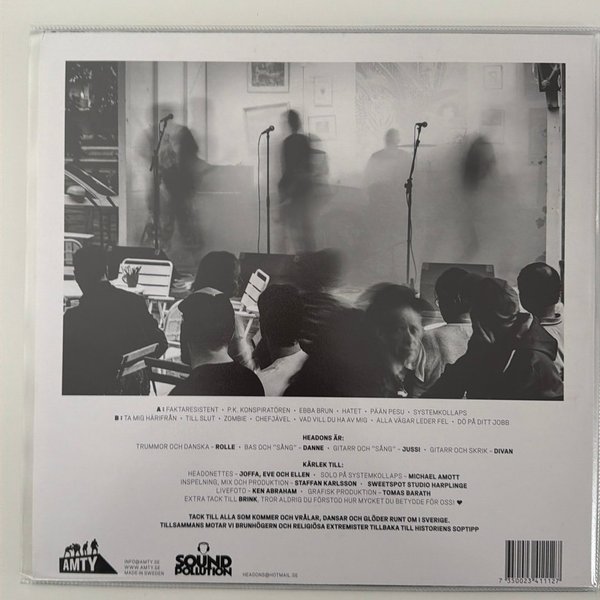 A : FAKTARESISTENT • P.K. KONSPIRATÖREN • EBBA BRUN • HATET • PÄÄN PESU • SYSTEMKOLLAPS
B : TA MIG HÄRIFRÅN • TILL SLUT • ZOMBIE • CHEFJÄVEL • VAD VILL DU HA AV MIG • ALLA VÄGAR LEDER FEL • DÖ PÅ DITT JOBB
HEADONS ÄR:
TRUMMOR OCH DANSKA - ROLLE • BAS OCH "SÅNG" - DANNE • GITARR OCH "SÅNG" - JUSSI • GITARR OCH SKRIK - DIVAN
KÄRLEK TILL:
HEADONETTES - JOFFA, EVE OCH ELLEN • SOLO PÅ SYSTEMKOLLAPS - MICHAEL AMOTT
INSPELNING, MIX OCH PRODUKTION - STAFFAN KARLSSON • SWEETSPOT STUDIO HARPLINGE
LIVEFOTO - KEN ABRAHAM • GRAFISK PRODUKTION - TOMAS BARATH
EXTRA TACK TILL BRINK, TROR ALDRIG DU FÖRSTOD HUR MYCKET DU BETYDDE FÖR OSS! ♥
TACK TILL ALLA SOM KOMMER OCH VRÅLAR, DANSAR OCH GLÖDER RUNT OM I SVERIGE.
TILLSAMMANS MOTAR VI BRUNHÖGERN OCH RELIGIÖSA EXTREMISTER TILLBAKA TILL HISTORIENS SOPTIPP
AMTY
INFO@AMTY.SE
WWW.AMTY.SE
MADE IN SWEDEN
SOUND
POLLUTION
HEADONS@HOTMAIL.SE
7 350023 411127